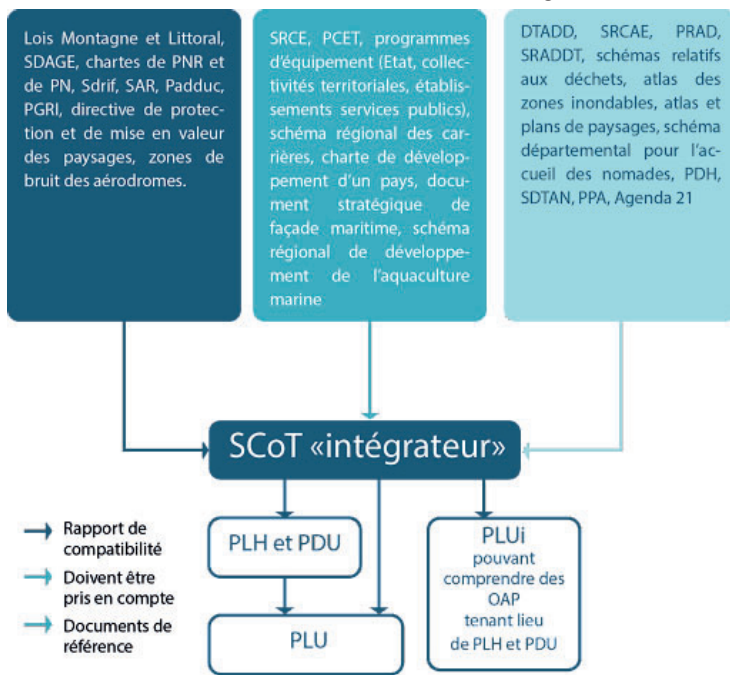 Lois Montagne et Littoral,
SDAGE, chartes de PNR et
de PN, Sdrif, SAR, Padduc,
PGRI, directive de protec-
tion et de mise en valeur
des paysages, zones de
bruit des aérodromes.
SRCE, PCET, programmes
d'équipement (Etat, collec-
tivités territoriales, établis-
sements services publics),
schéma régional des car-
rières, charte de dévelop-
pement d'un pays, docu-
ment stratégique de
façade maritime, schéma
régional de développe-
ment de l'aquaculture
marine
DTADD, SRCAE, PRAD,
SRADDT, schémas relatifs
aux déchets, atlas des
zones inondables, atlas et
plans de paysages, schéma
départemental pour l'ac-
cueil des nomades, PDH,
SDTAN, PPA, Agenda 21
SCoT «intégrateur»
Rapport de
compatibilité
Doivent être
pris en compte
Documents de
référence
PLH et PDU
PLU
PLUi
pouvant
comprendre des
OAP
tenant lieu
de PLH et PDU